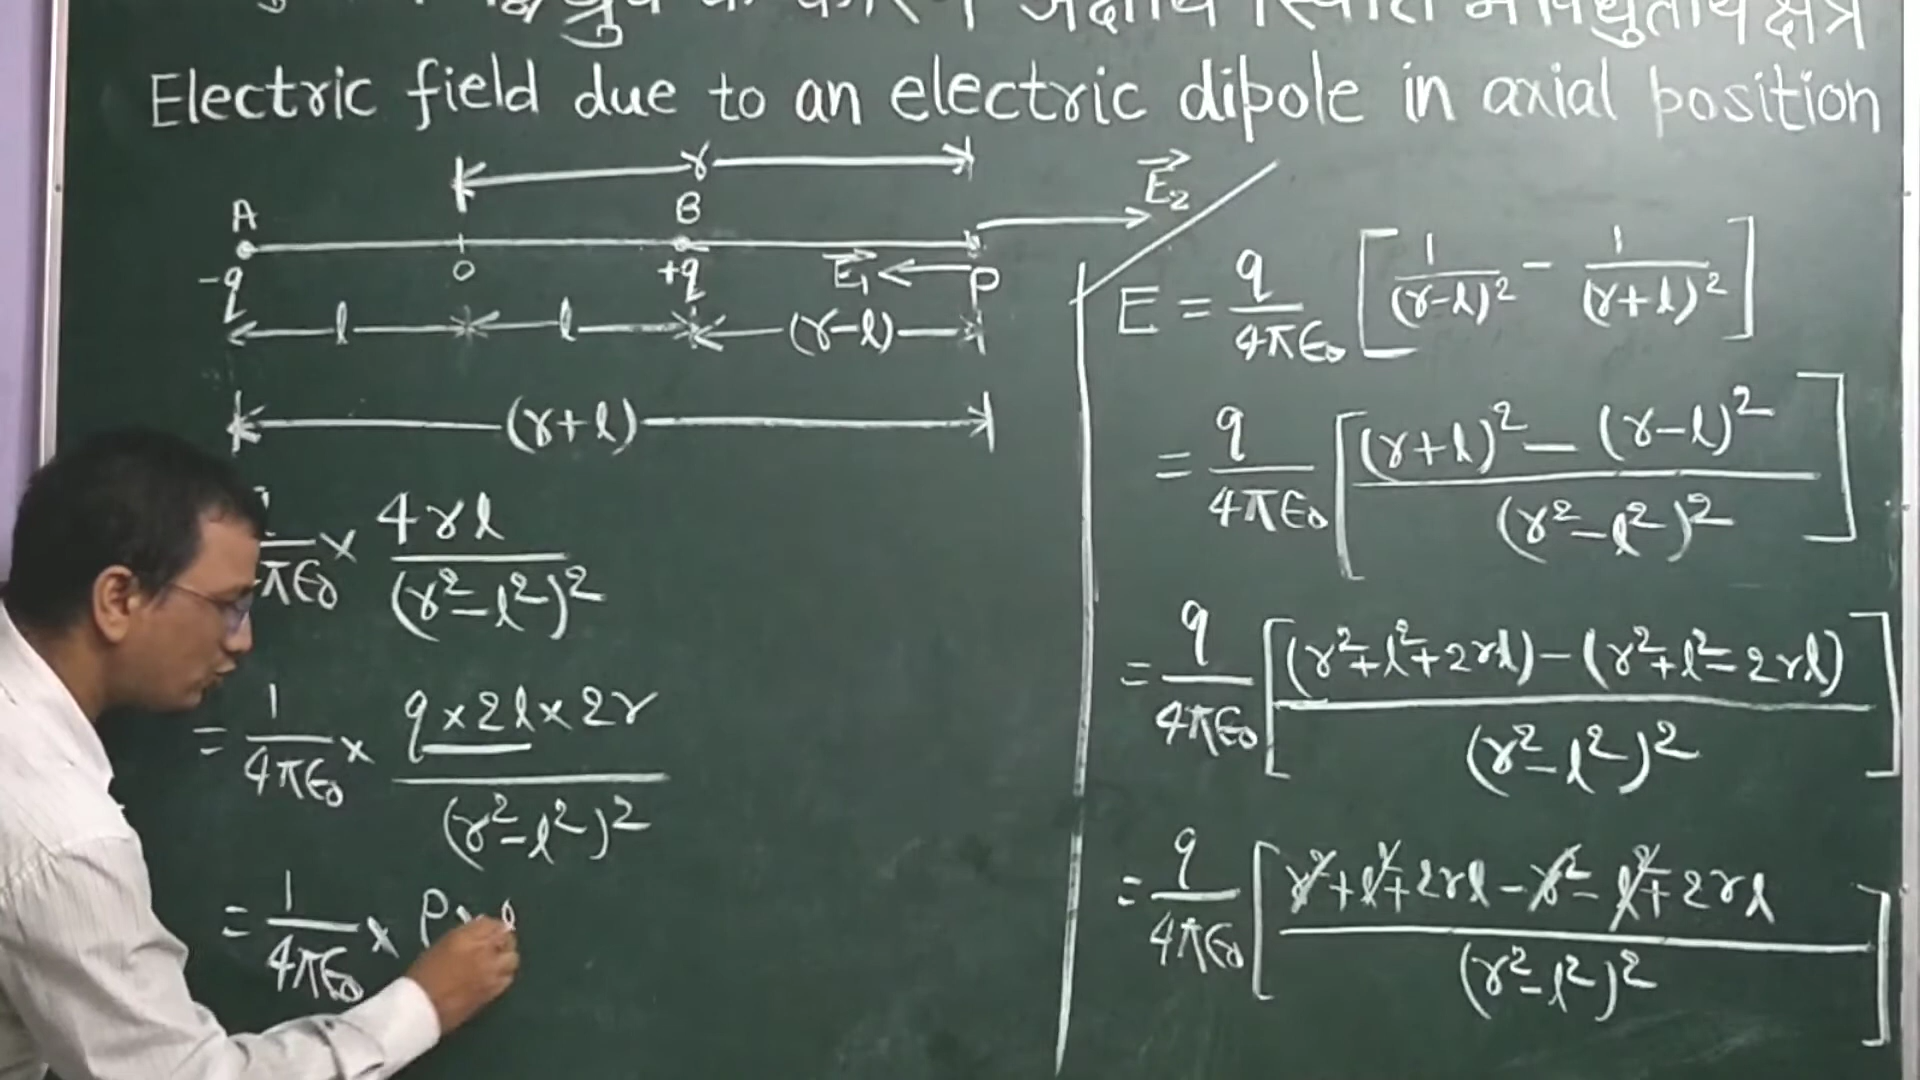 के कारण अक्षीय स्थिति में विद्युतीय क्षेत्र
Electric field due to an electric dipole in axial position
r
A B
-q O +q E₁ P
E₂
l l (r-l)
(r+l)
πε₀ × 4rl / (r²-l²)²
= 1/4πε₀ × q×2l×2r / (r²-l²)²
= 1/4πε₀ × P×
E = q/4πε₀ [1/(r-l)² - 1/(r+l)²]
= q/4πε₀ [(r+l)² - (r-l)² / (r²-l²)²]
= q/4πε₀ [(r²+l²+2rl)-(r²+l²-2rl) / (r²-l²)²]
= q/4πε₀ [r²+l²+2rl-r²-l²+2rl / (r²-l²)²]